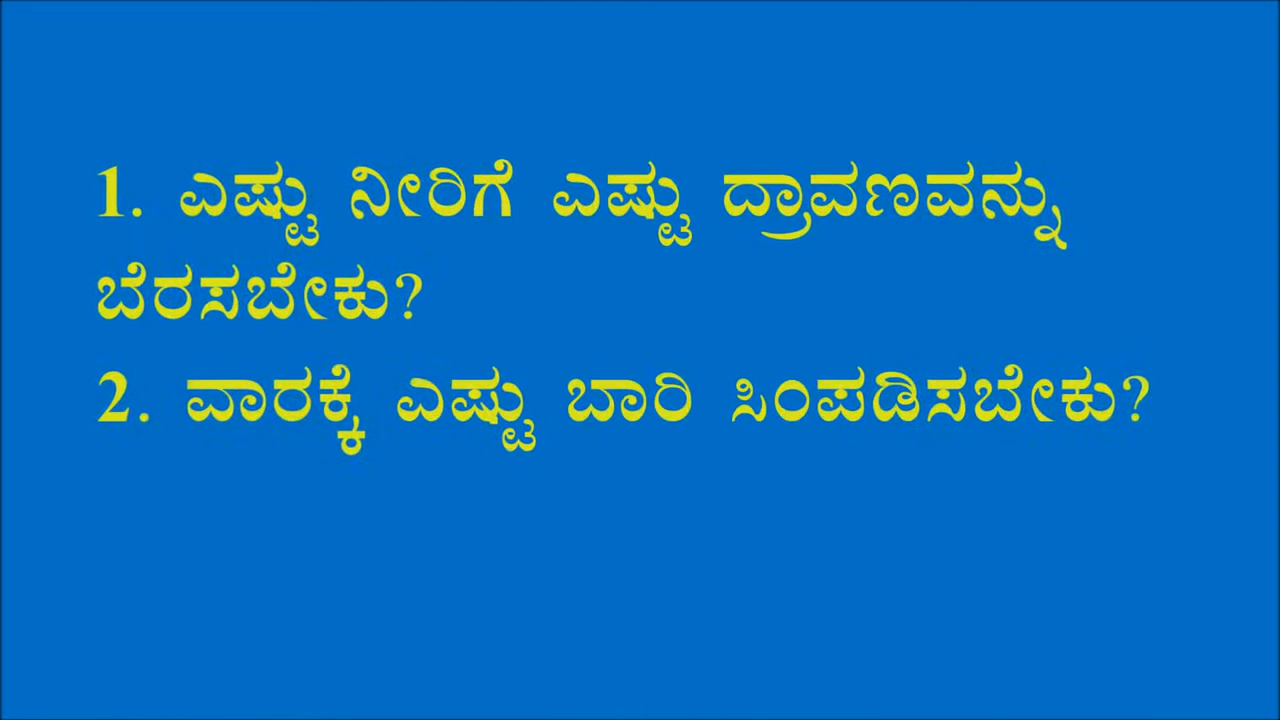 1. ಎಷ್ಟು ನೀರಿಗೆ ಎಷ್ಟು ದ್ರಾವಣವನ್ನು
ಬೆರಸಬೇಕು?
2. ವಾರಕ್ಕೆ ಎಷ್ಟು ಬಾರಿ ಸಿಂಪಡಿಸಬೇಕು?